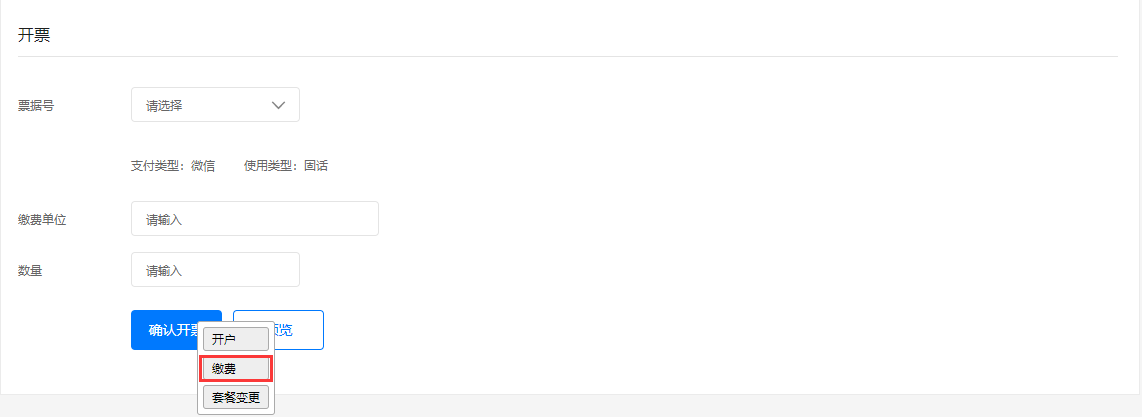 开票
票据号 请选择
支付类型：微信 使用类型：固话
缴费单位 请输入
数量 请输入
确认开票 预览
开户
缴费
套餐变更